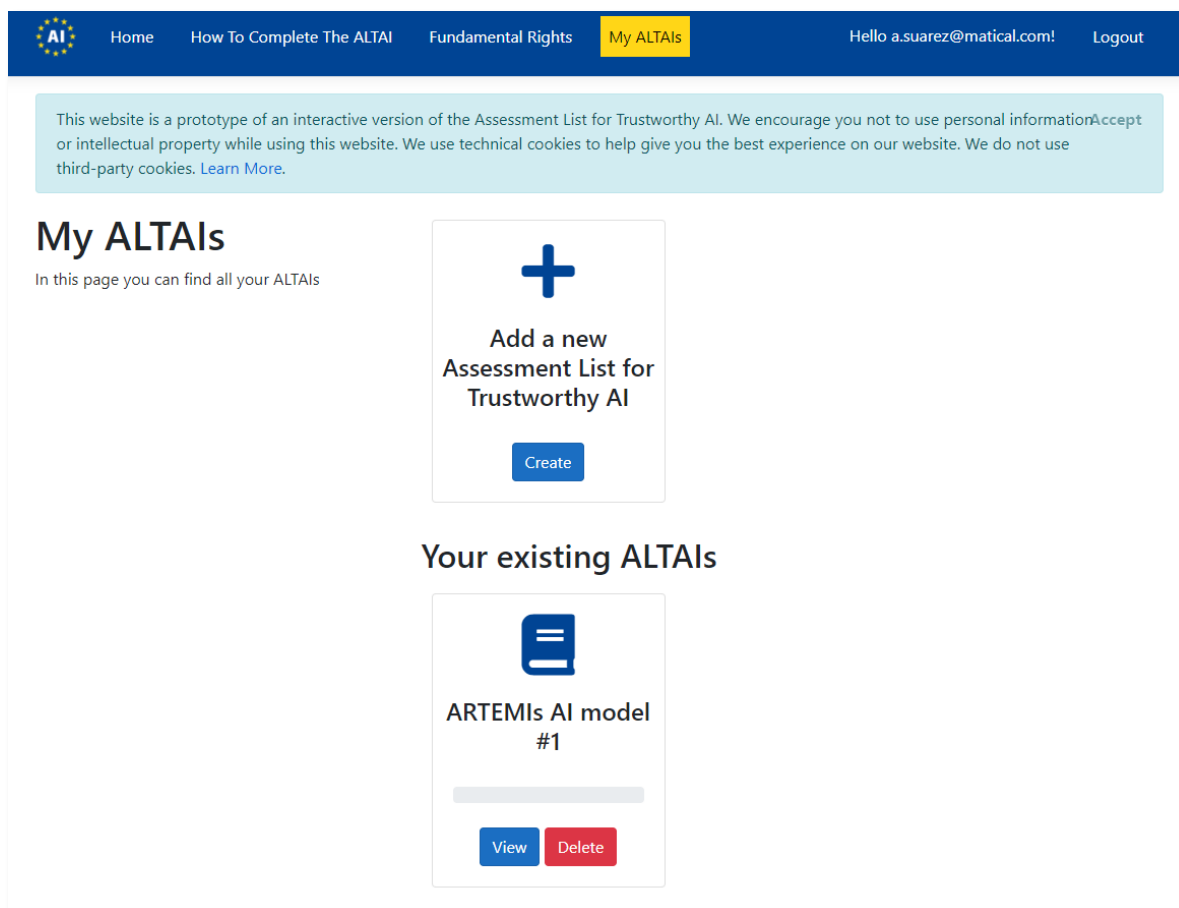 AI
Home
How To Complete The ALTAI
Fundamental Rights
My ALTAIs
Hello a.suarez@matical.com!
Logout
This website is a prototype of an interactive version of the Assessment List for Trustworthy AI. We encourage you not to use personal information
Accept
or intellectual property while using this website. We use technical cookies to help give you the best experience on our website. We do not use
third-party cookies. Learn More.
My ALTAIs
In this page you can find all your ALTAIs
Add a new
Assessment List for
Trustworthy AI
Create
Your existing ALTAIs
ARTEMIs AI model
#1
View
Delete